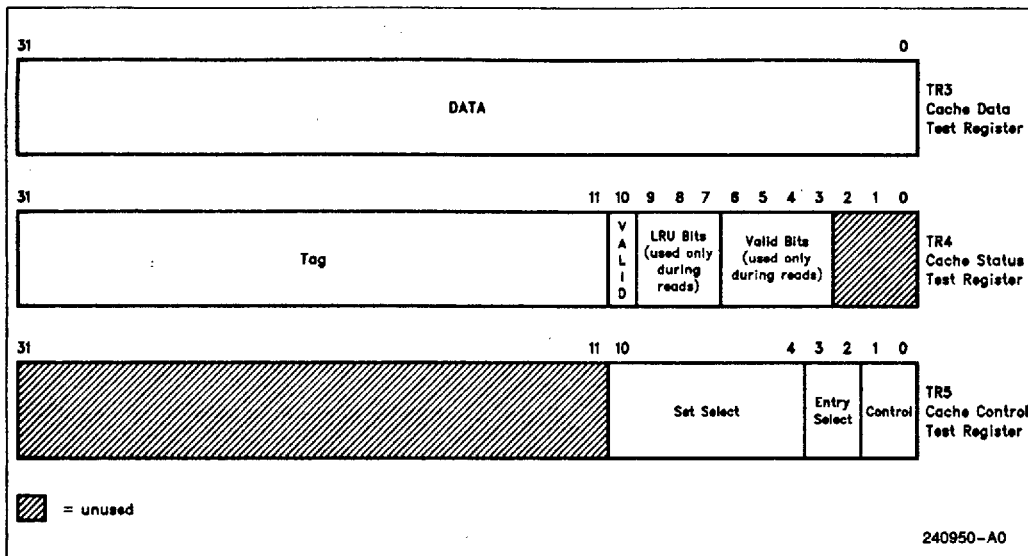 31 0
DATA
TR3
Cache Data
Test Register
31 11 10 9 8 7 6 5 4 3 2 1 0
Tag
VALID
LRU Bits
(used only
during
reads)
Valid Bits
(used only
during reads)
TR4
Cache Status
Test Register
31 11 10 4 3 2 1 0
Set Select
Entry
Select
Control
TR5
Cache Control
Test Register
= unused
240950-A0